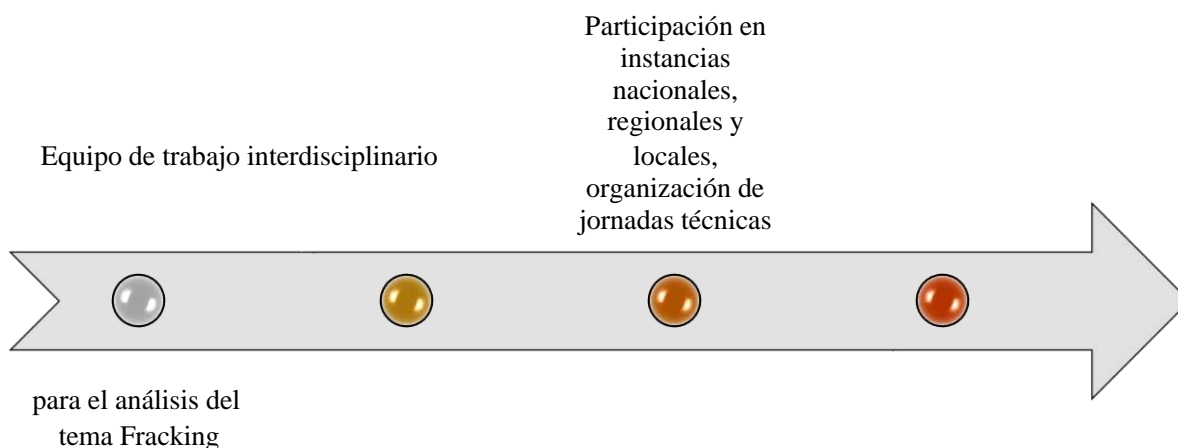 Participación en
instancias
nacionales,
regionales y
locales,
organización de
jornadas técnicas
Equipo de trabajo interdisciplinario
para el análisis del
tema Fracking